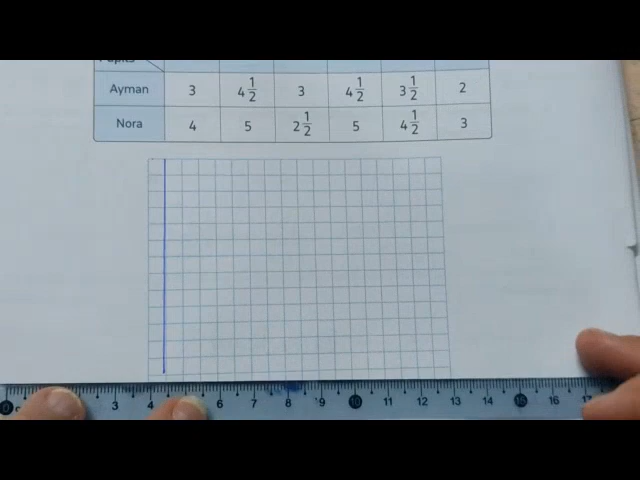 Ayman 3 4 1/2 3 4 1/2 3 1/2 2
Nora 4 5 2 1/2 5 4 1/2 3
0 3 4 6 7 8 9 10 11 12 13 14 15 16 17